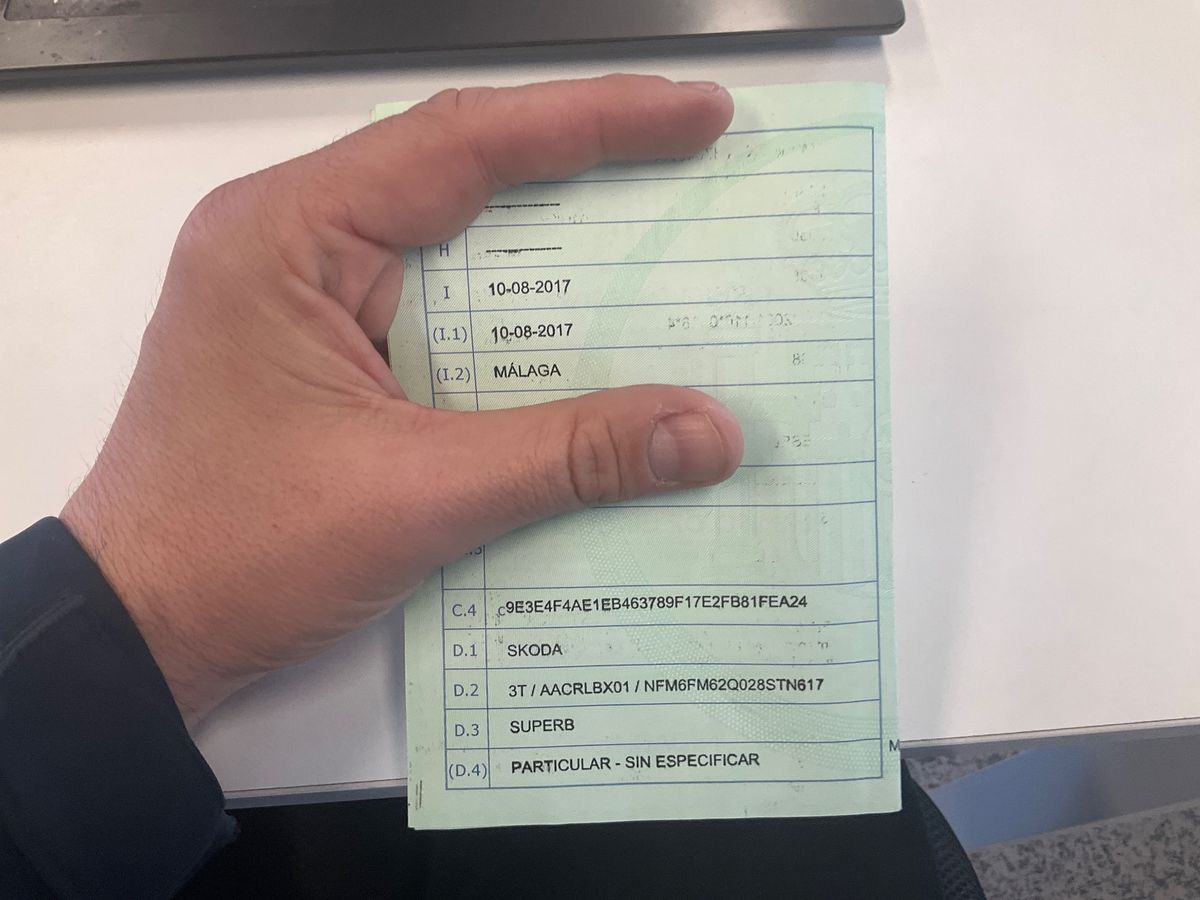 ------------
H ------------
I 10-08-2017
(I.1) 10-08-2017
(I.2) MÁLAGA
C.4 c9E3E4F4AE1EB463789F17E2FB81FEA24
D.1 SKODA
D.2 3T / AACRLBX01 / NFM6FM62Q028STN617
D.3 SUPERB
(D.4) PARTICULAR - SIN ESPECIFICAR
M